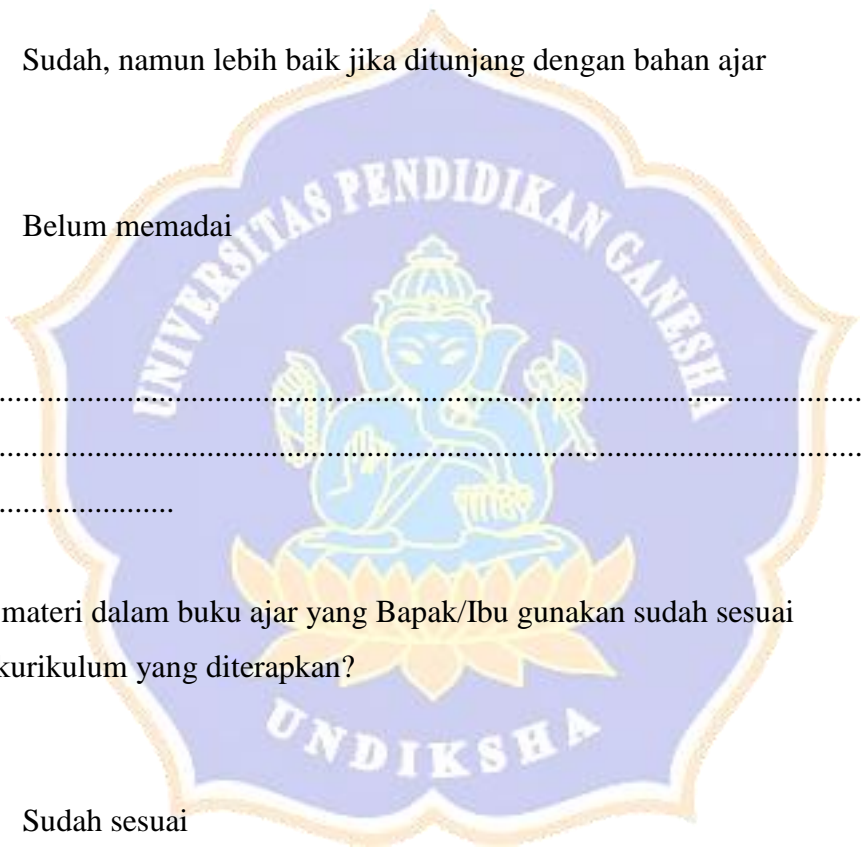 Sudah, namun lebih baik jika ditunjang dengan bahan ajar
UNIVERSITAS PENDIDIKAN GANESHA
Belum memadai
................................................................................................................
................................................................................................................
.......................
materi dalam buku ajar yang Bapak/Ibu gunakan sudah sesuai
kurikulum yang diterapkan?
UNDIKSHA
Sudah sesuai